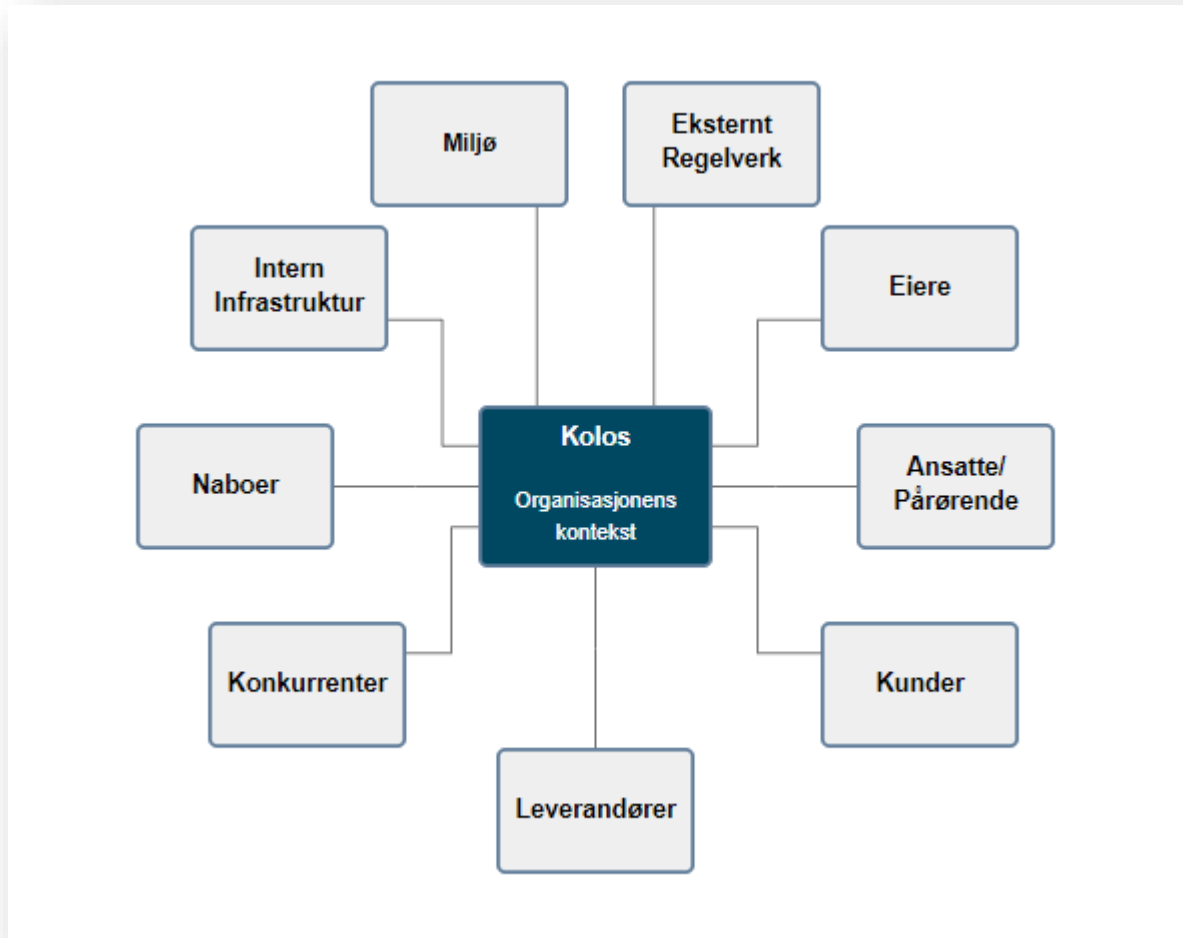 Miljø
Eksternt
Regelverk
Intern
Infrastruktur
Eiere
Kolos
Organisasjonens
kontekst
Naboer
Ansatte/
Pårørende
Konkurrenter
Kunder
Leverandører